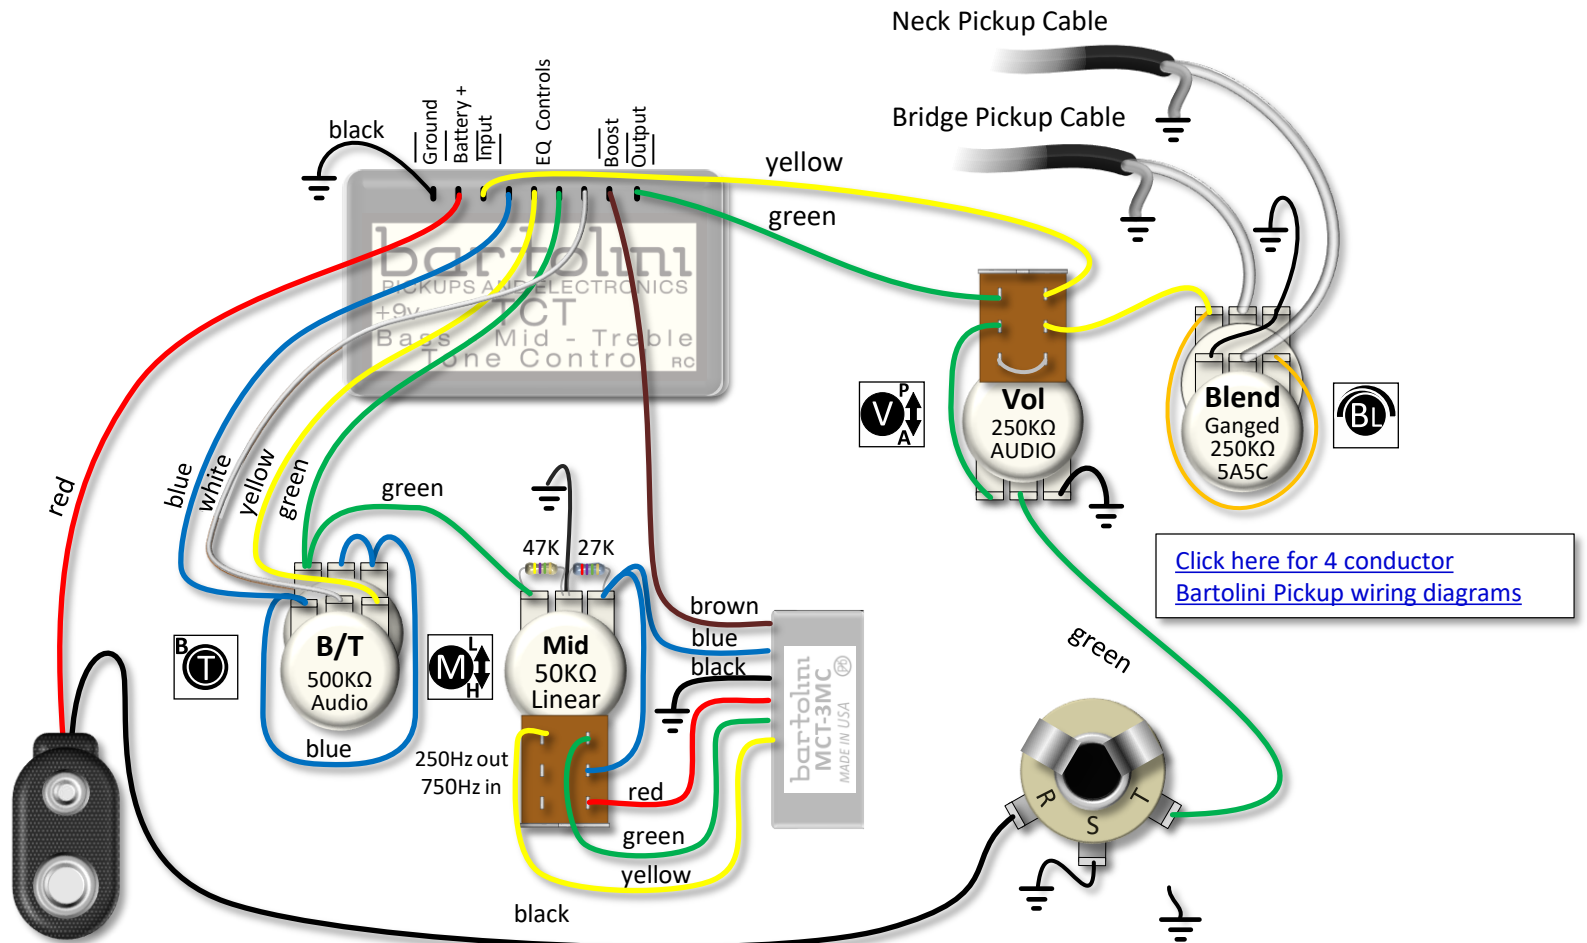 Neck Pickup Cable
Bridge Pickup Cable
black
Ground
Battery +
Input
EQ Controls
Boost
Output
yellow
green
bartolini
PICKUPS AND ELECTRONICS
+9v TCT
Bass Mid - Treble
Tone Control RC
red
blue
white
yellow
green
green
V
P
A
Vol
250KΩ
AUDIO
Blend
Ganged
250KΩ
5A5C
BL
47K
27K
Click here for 4 conductor
Bartolini Pickup wiring diagrams
B
T
B/T
500KΩ
Audio
blue
M
L
H
Mid
50KΩ
Linear
250Hz out
750Hz in
brown
blue
black
red
green
yellow
bartolini
MCT-3MC
MADE IN USA
green
R
S
T
black